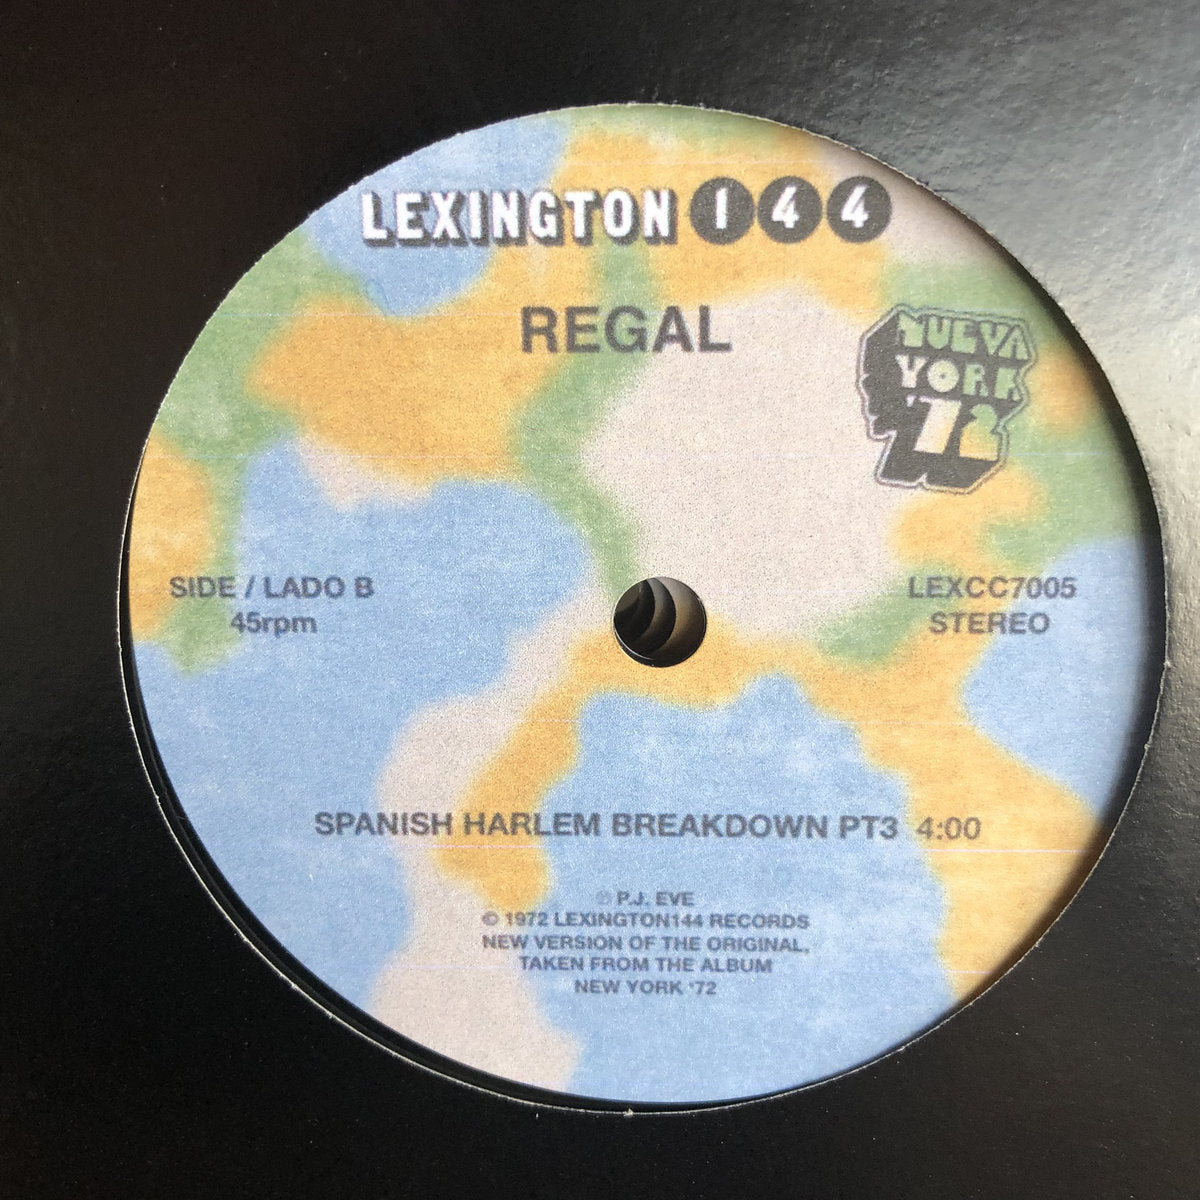 LEXINGTON 144
REGAL
NUEVA
YORK
'72
SIDE / LADO B
45rpm
LEXCC7005
STEREO
SPANISH HARLEM BREAKDOWN PT3 4:00
℗ P.J. EVE
© 1972 LEXINGTON144 RECORDS
NEW VERSION OF THE ORIGINAL,
TAKEN FROM THE ALBUM
NEW YORK '72